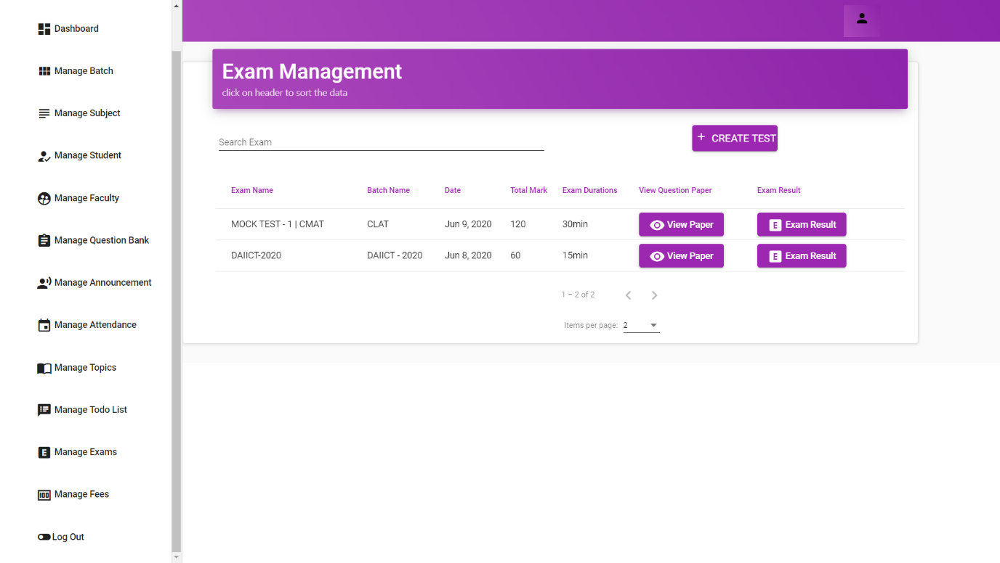 Dashboard
Manage Batch
Manage Subject
Manage Student
Manage Faculty
Manage Question Bank
Manage Announcement
Manage Attendance
Manage Topics
Manage Todo List
E Manage Exams
100 Manage Fees
Log Out
Exam Management
click on header to sort the data
Search Exam
+ CREATE TEST
Exam Name Batch Name Date Total Mark Exam Durations View Question Paper Exam Result
MOCK TEST - 1 | CMAT CLAT Jun 9, 2020 120 30min View Paper E Exam Result
DAIICT-2020 DAIICT - 2020 Jun 8, 2020 60 15min View Paper E Exam Result
1 – 2 of 2
Items per page: 2